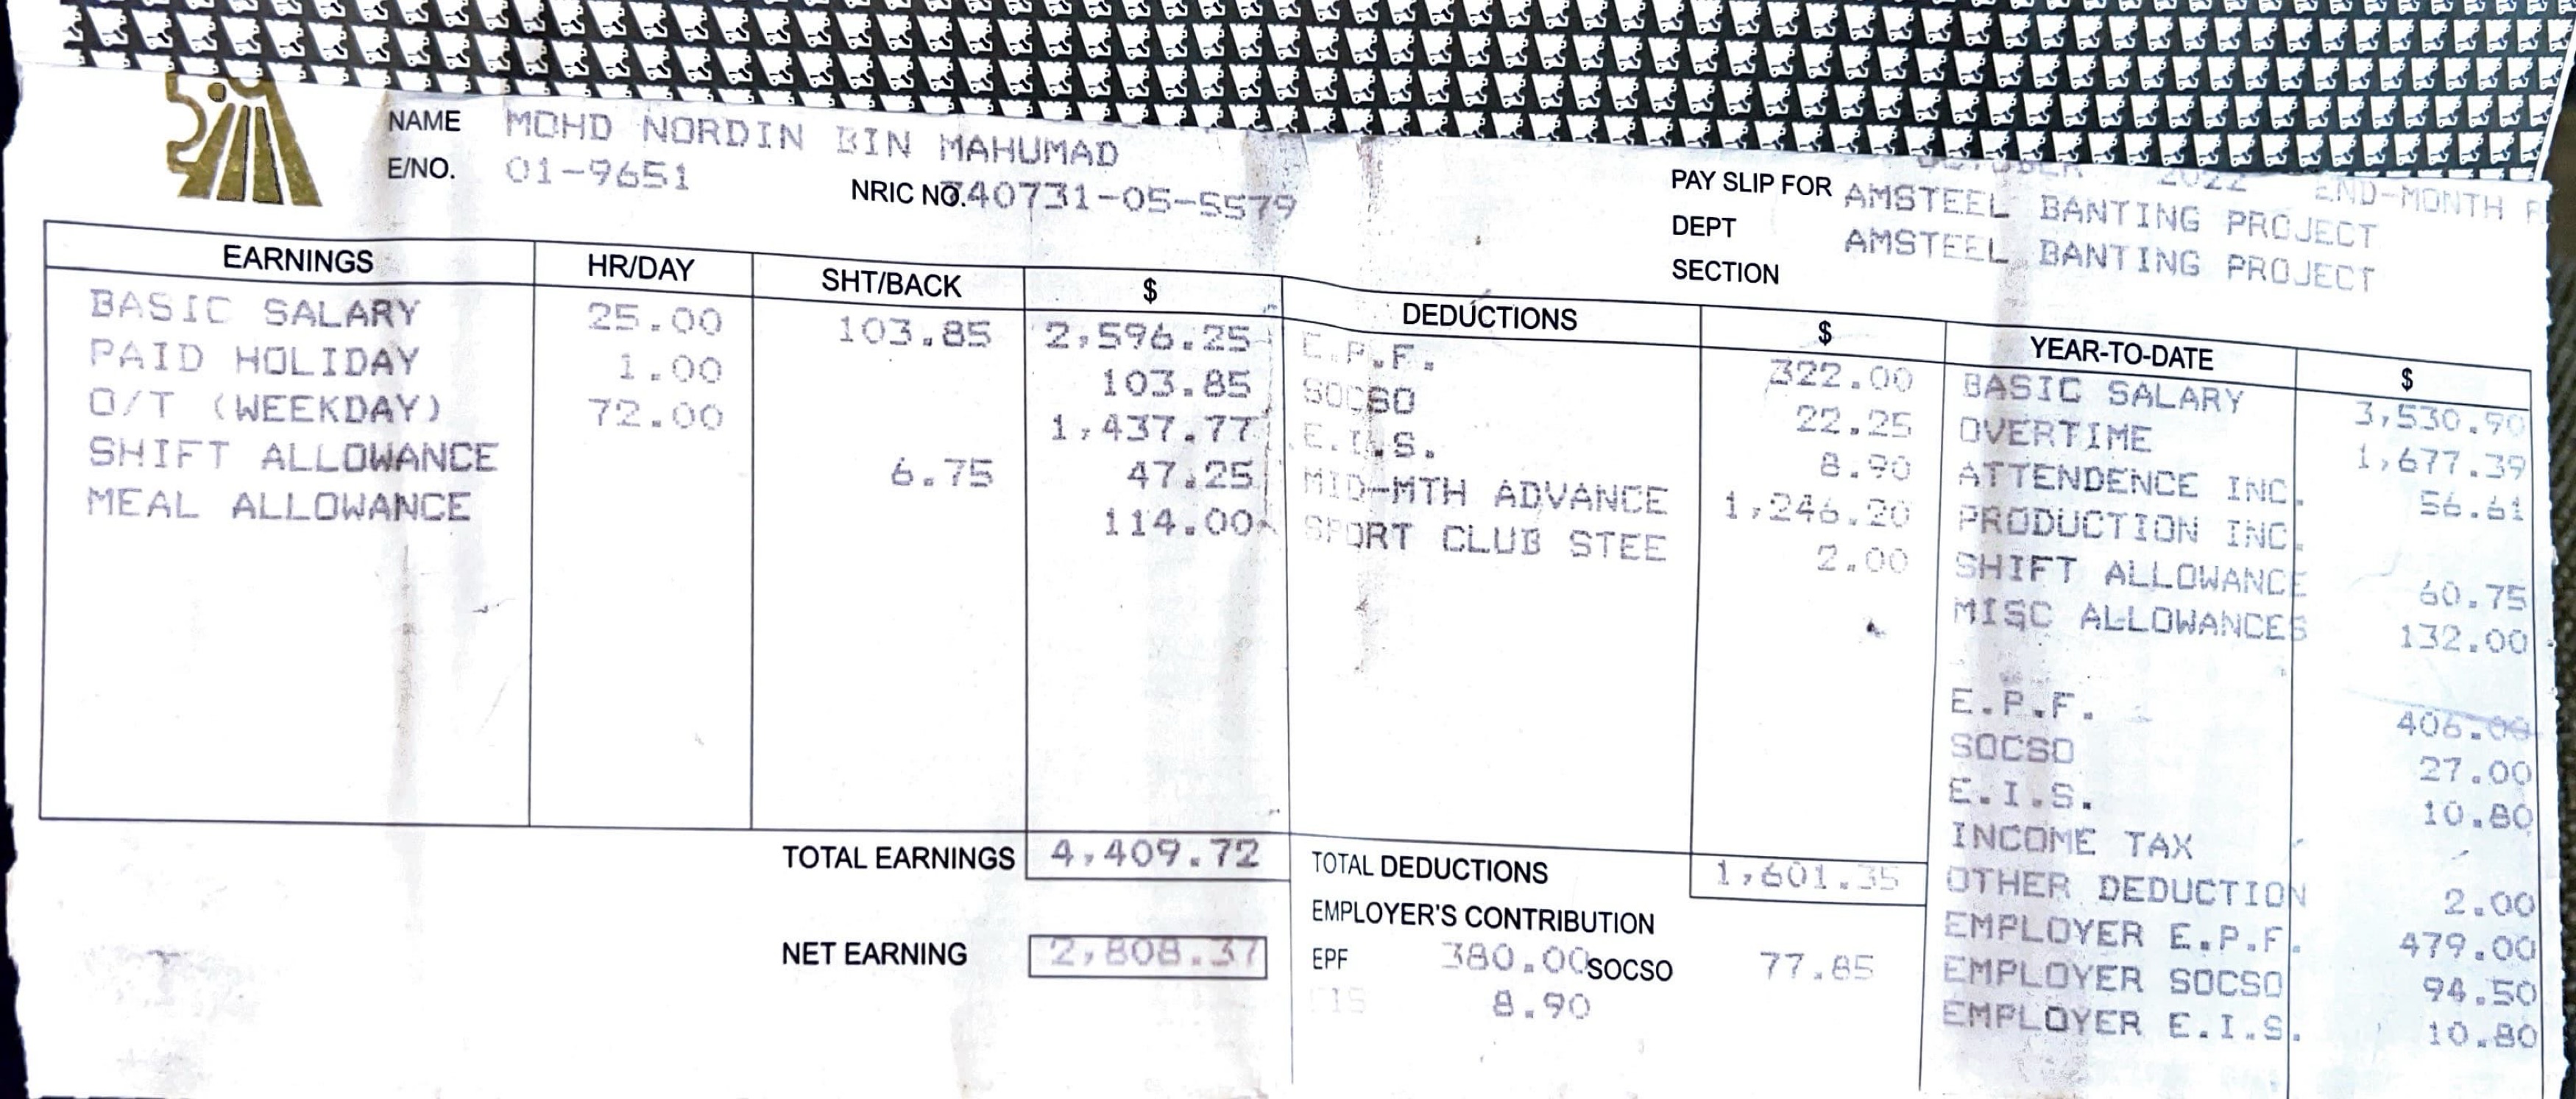 NAME MOHD NORDIN BIN MAHUMAD
E/NO. 01-9651
NRIC NO. 740731-05-5579
OCTOBER 2022 END-MONTH
PAY SLIP FOR AMSTEEL BANTING PROJECT
DEPT AMSTEEL BANTING PROJECT
SECTION
EARNINGS HR/DAY SHT/BACK $
BASIC SALARY 25.00 103.85 2,596.25
PAID HOLIDAY 1.00 103.85
O/T (WEEKDAY) 72.00 1,437.77
SHIFT ALLOWANCE 6.75 47.25
MEAL ALLOWANCE 114.00
TOTAL EARNINGS 4,409.72
NET EARNING 2,808.37
DEDUCTIONS $
E.P.F. 322.00
SOCSO 22.25
E.I.S. 8.90
MID-MTH ADVANCE 1,246.20
SPORT CLUB STEE 2.00
TOTAL DEDUCTIONS 1,601.35
EMPLOYER'S CONTRIBUTION
EPF 380.00 SOCSO 77.85
EIS 8.90
YEAR-TO-DATE $
BASIC SALARY 3,530.90
OVERTIME 1,677.39
ATTENDENCE INC. 56.61
PRODUCTION INC.
SHIFT ALLOWANCE 60.75
MISC ALLOWANCES 132.00
E.P.F. 406.00
SOCSO 27.00
E.I.S. 10.80
INCOME TAX
OTHER DEDUCTION 2.00
EMPLOYER E.P.F. 479.00
EMPLOYER SOCSO 94.50
EMPLOYER E.I.S. 10.80